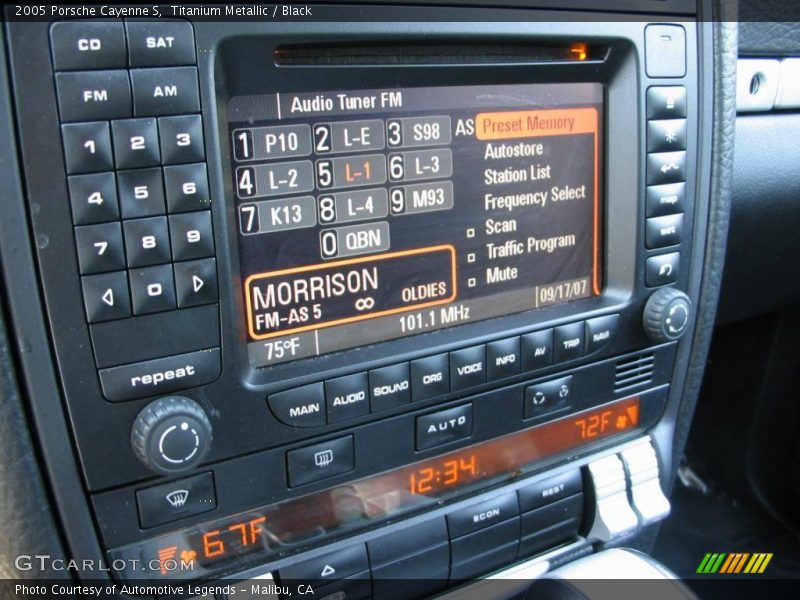 2005 Porsche Cayenne S, Titanium Metallic / Black
CD SAT
FM AM
1 2 3
4 5 6
7 8 9
0
repeat
Audio Tuner FM
1 P10 2 L-E 3 S98 AS
4 L-2 5 L-1 6 L-3
7 K13 8 L-4 9 M93
0 QBN
Preset Memory
Autostore
Station List
Frequency Select
Scan
Traffic Program
Mute
MORRISON
FM-AS 5 ∞ OLDIES
75°F 101.1 MHz 09/17/07
map
set
MAIN AUDIO SOUND ORG VOICE INFO AV TRIP NAVI
AUTO
67F 12:34 72F
ECON REST
GTCARLOT.COM
Photo Courtesy of Automotive Legends - Malibu, CA